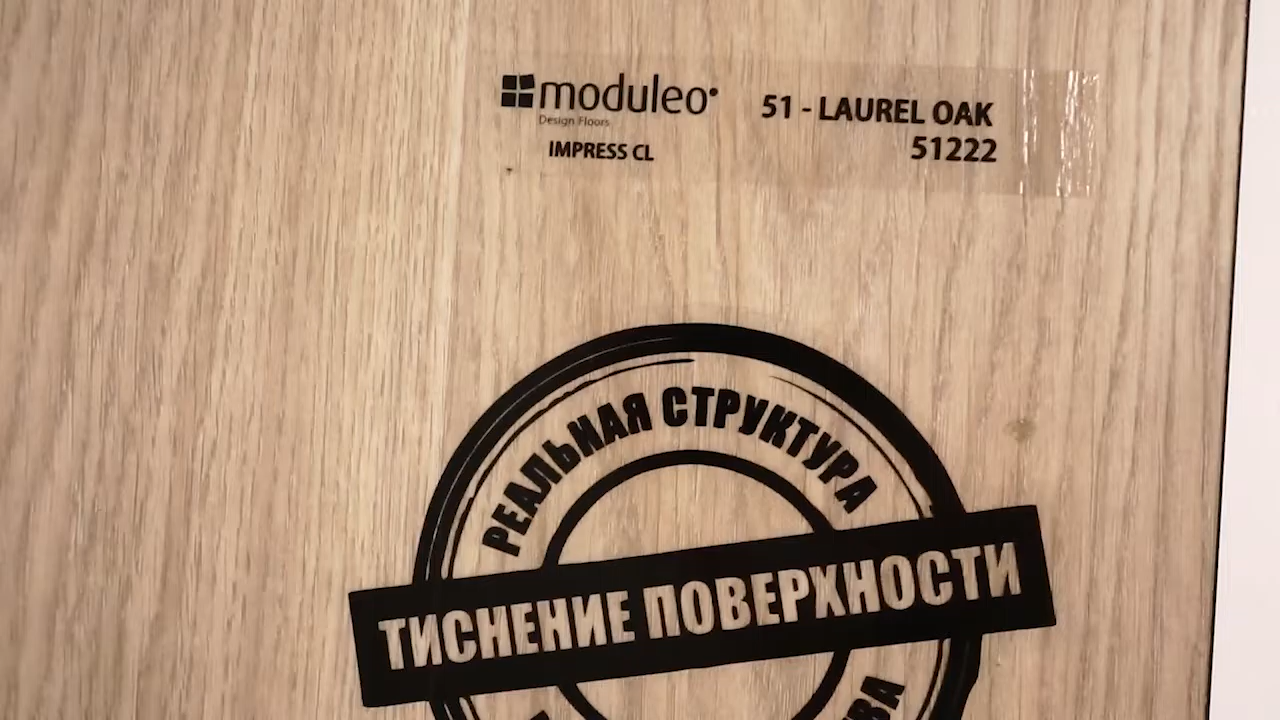 moduleo
Design Floors
IMPRESS CL
51 - LAUREL OAK
51222
РЕАЛЬНАЯ СТРУКТУРА
ТИСНЕНИЕ ПОВЕРХНОСТИ